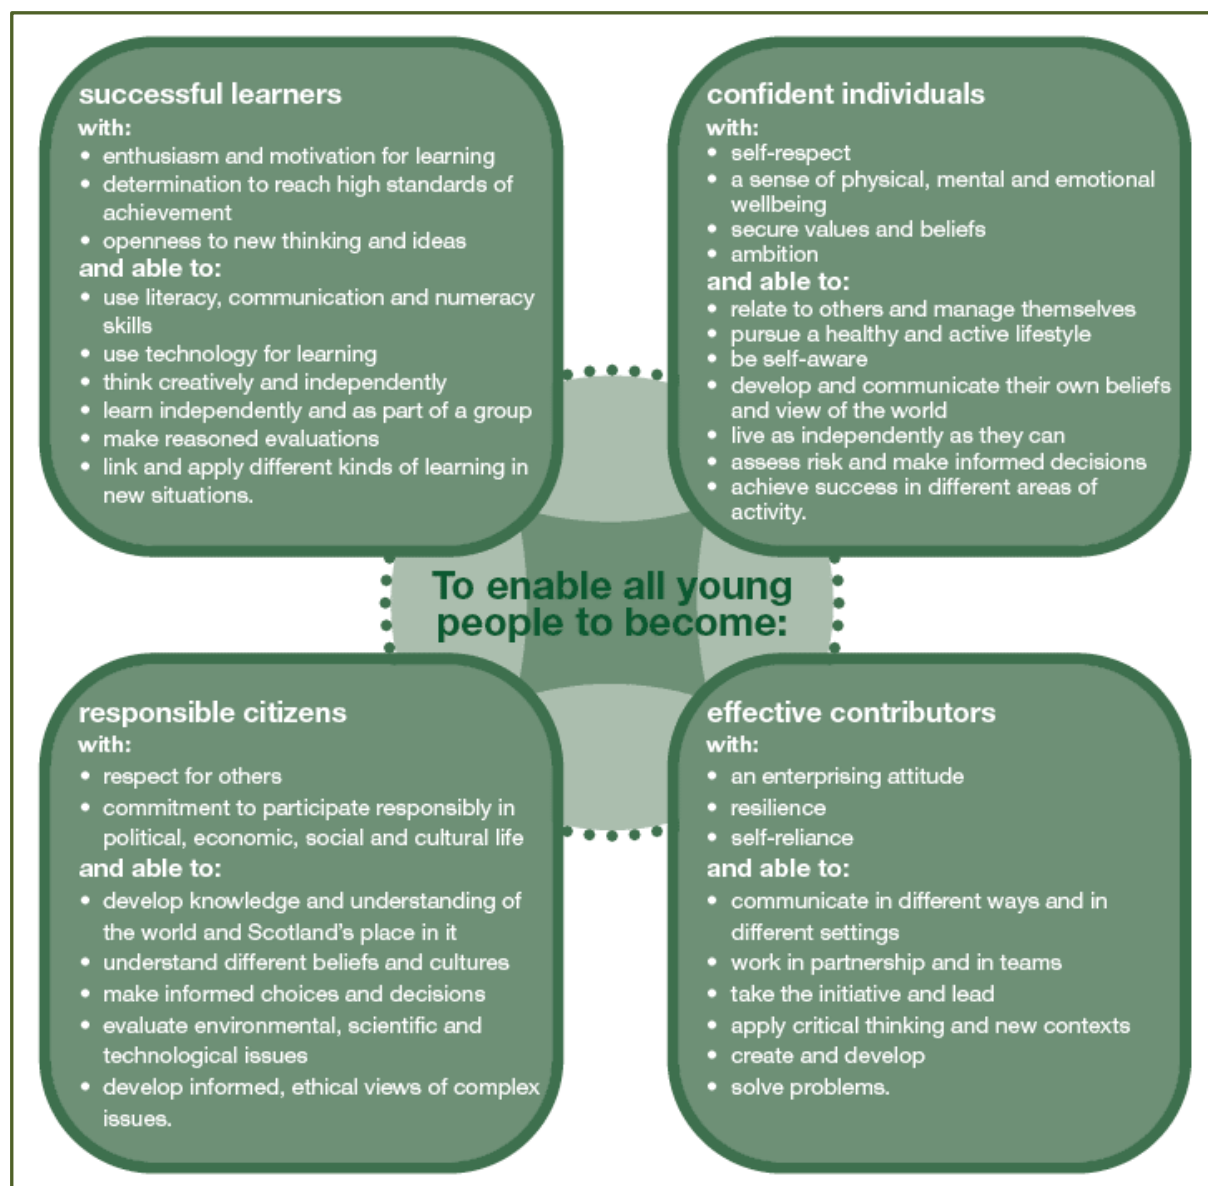 successful learners
with:
• enthusiasm and motivation for learning
• determination to reach high standards of
achievement
• openness to new thinking and ideas
and able to:
• use literacy, communication and numeracy
skills
• use technology for learning
• think creatively and independently
• learn independently and as part of a group
• make reasoned evaluations
• link and apply different kinds of learning in
new situations.
confident individuals
with:
• self-respect
• a sense of physical, mental and emotional
wellbeing
• secure values and beliefs
• ambition
and able to:
• relate to others and manage themselves
• pursue a healthy and active lifestyle
• be self-aware
• develop and communicate their own beliefs
and view of the world
• live as independently as they can
• assess risk and make informed decisions
• achieve success in different areas of
activity.
To enable all young
people to become:
responsible citizens
with:
• respect for others
• commitment to participate responsibly in
political, economic, social and cultural life
and able to:
• develop knowledge and understanding of
the world and Scotland's place in it
• understand different beliefs and cultures
• make informed choices and decisions
• evaluate environmental, scientific and
technological issues
• develop informed, ethical views of complex
issues.
effective contributors
with:
• an enterprising attitude
• resilience
• self-reliance
and able to:
• communicate in different ways and in
different settings
• work in partnership and in teams
• take the initiative and lead
• apply critical thinking and new contexts
• create and develop
• solve problems.